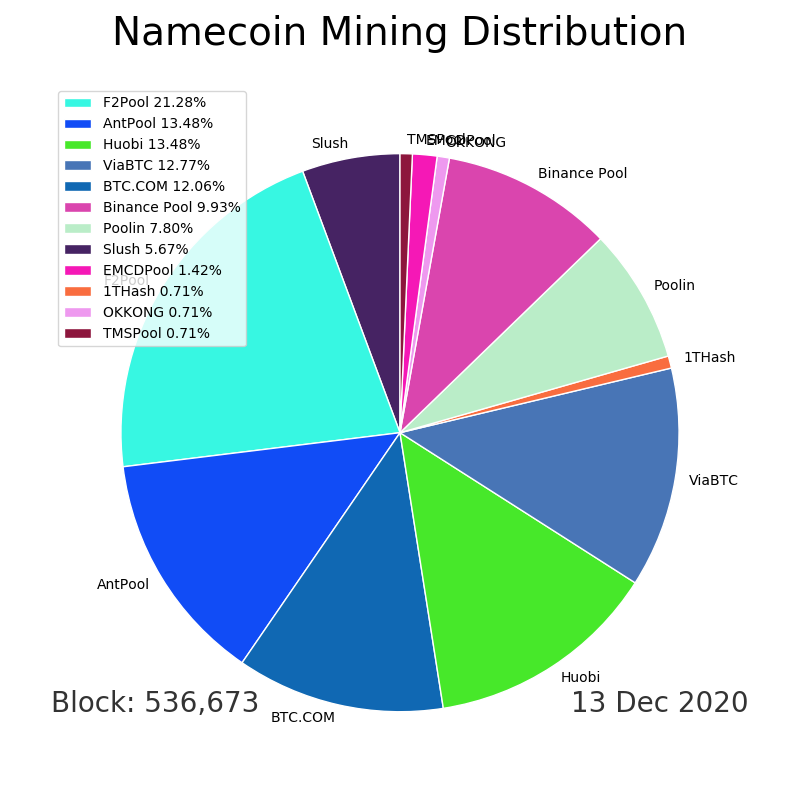 Namecoin Mining Distribution
F2Pool 21.28%
AntPool 13.48%
Huobi 13.48%
ViaBTC 12.77%
BTC.COM 12.06%
Binance Pool 9.93%
Poolin 7.80%
Slush 5.67%
EMCDPool 1.42%
1THash 0.71%
OKKONG 0.71%
TMSPool 0.71%
Slush
TMSPool
EMCDPool
OKKONG
Binance Pool
Poolin
1THash
ViaBTC
Huobi
BTC.COM
AntPool
F2Pool
Block: 536,673
13 Dec 2020